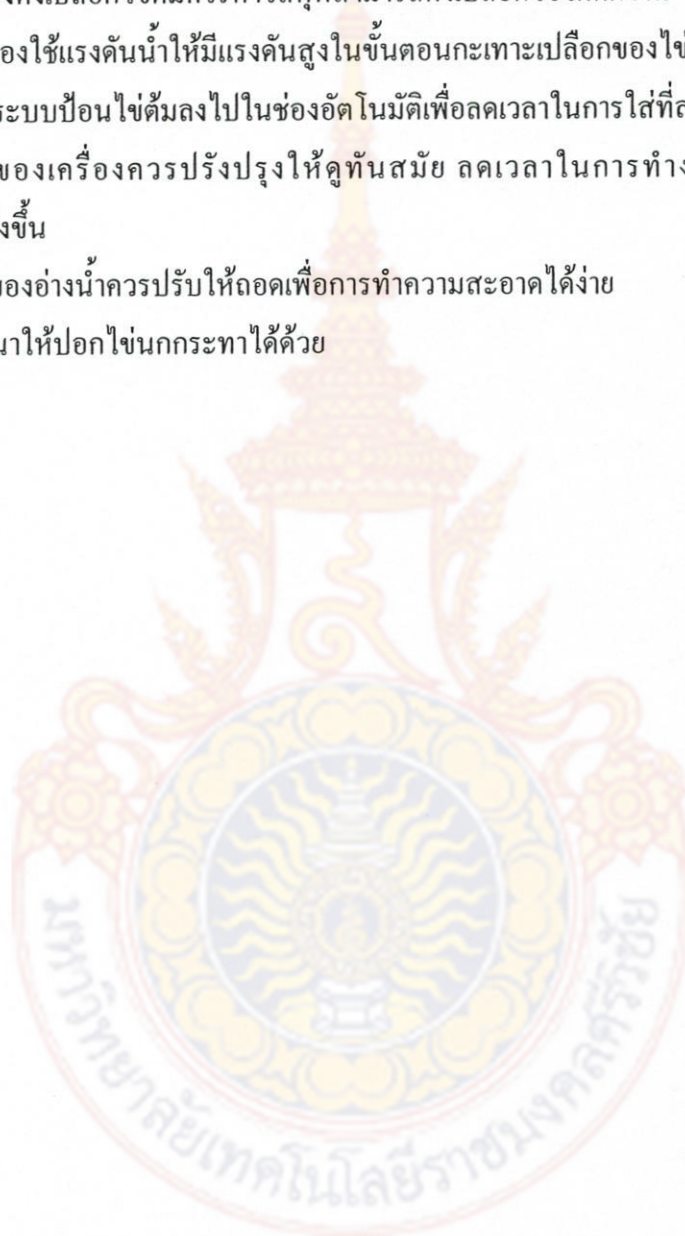 องใช้แรงดันน้ำให้มีแรงดันสูงในขั้นตอนกะเทาะเปลือกของไข่
ระบบป้อนไข่ต้มลงไปในช่องอัตโนมัติเพื่อลดเวลาในการใส่ที่ล
ของเครื่องควรปรังปรุงให้ดูทันสมัย ลดเวลาในการทำง
งขึ้น
ของอ่างน้ำควรปรับให้ถอดเพื่อการทำความสะอาดได้ง่าย
นาให้ปอกไข่นกกระทาได้ด้วย
มหาวิทยาลัยเทคโนโลยีราชมงคลศรีวิชัย